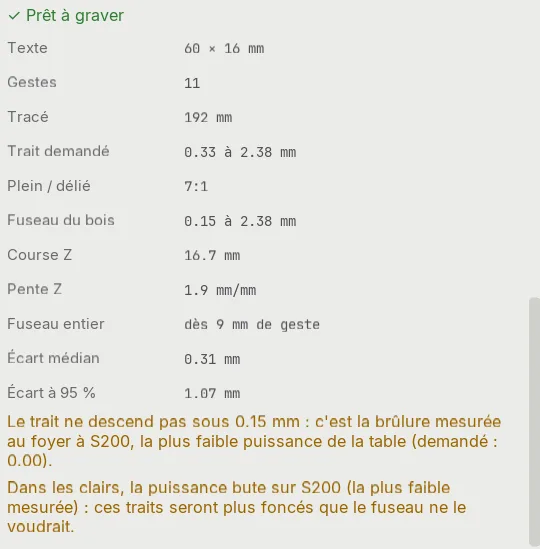 ✓ Prêt à graver
Texte 60 × 16 mm
Gestes 11
Tracé 192 mm
Trait demandé 0.33 à 2.38 mm
Plein / délié 7:1
Fuseau du bois 0.15 à 2.38 mm
Course Z 16.7 mm
Pente Z 1.9 mm/mm
Fuseau entier dès 9 mm de geste
Écart médian 0.31 mm
Écart à 95 % 1.07 mm
Le trait ne descend pas sous 0.15 mm : c'est la brûlure mesurée
au foyer à S200, la plus faible puissance de la table (demandé :
0.00).
Dans les clairs, la puissance bute sur S200 (la plus faible
mesurée) : ces traits seront plus foncés que le fuseau ne le
voudrait.